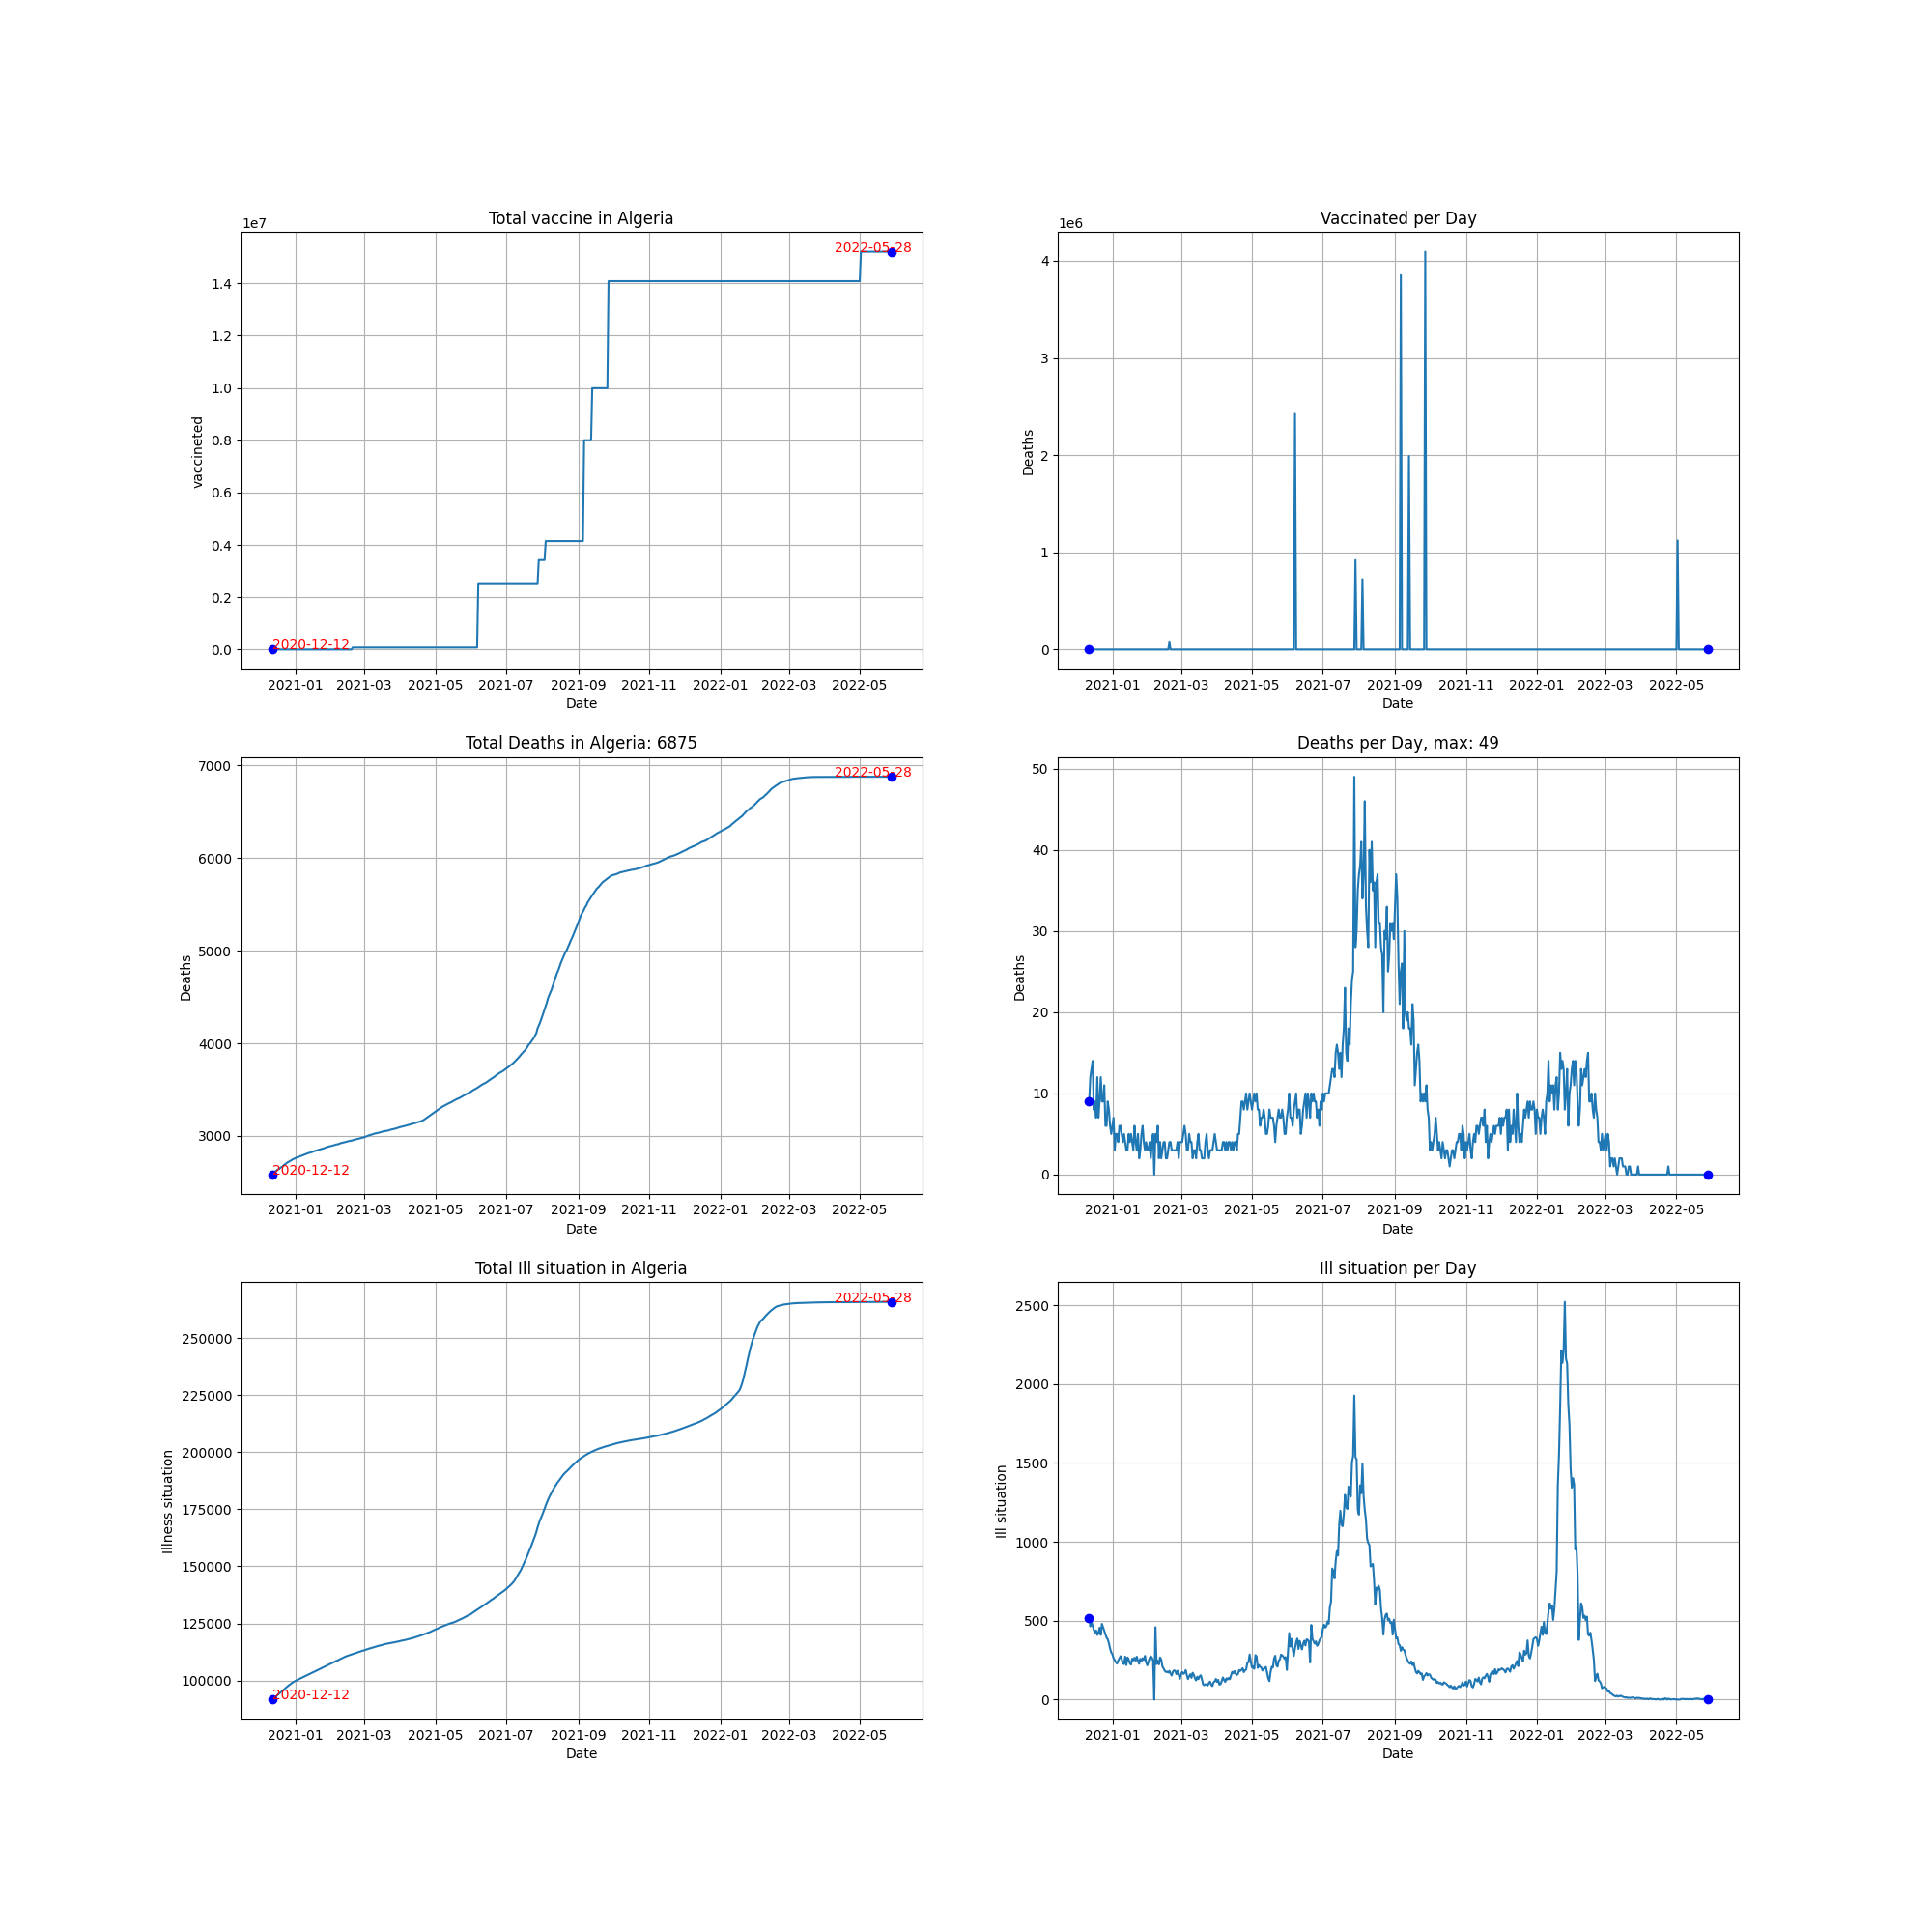 Total vaccine in Algeria
1e7
vaccineted
1.4
1.2
1.0
0.8
0.6
0.4
0.2
0.0
2020-12-12
2022-05-28
2021-01 2021-03 2021-05 2021-07 2021-09 2021-11 2022-01 2022-03 2022-05
Date
Vaccinated per Day
1e6
Deaths
4
3
2
1
0
2021-01 2021-03 2021-05 2021-07 2021-09 2021-11 2022-01 2022-03 2022-05
Date
Total Deaths in Algeria: 6875
Deaths
7000
6000
5000
4000
3000
2020-12-12
2022-05-28
2021-01 2021-03 2021-05 2021-07 2021-09 2021-11 2022-01 2022-03 2022-05
Date
Deaths per Day, max: 49
Deaths
50
40
30
20
10
0
2021-01 2021-03 2021-05 2021-07 2021-09 2021-11 2022-01 2022-03 2022-05
Date
Total Ill situation in Algeria
Illness situation
250000
225000
200000
175000
150000
125000
100000
2020-12-12
2022-05-28
2021-01 2021-03 2021-05 2021-07 2021-09 2021-11 2022-01 2022-03 2022-05
Date
Ill situation per Day
Ill situation
2500
2000
1500
1000
500
0
2021-01 2021-03 2021-05 2021-07 2021-09 2021-11 2022-01 2022-03 2022-05
Date